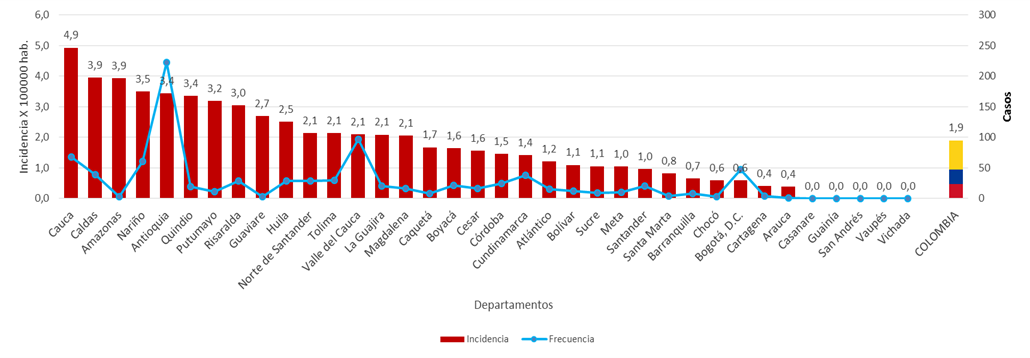 6,0
5,0
4,0
3,0
2,0
1,0
0,0
Incidencia X 100000 hab.
300
250
200
150
100
50
0
Casos
4,9
3,9
3,9
3,5
3,4
3,4
3,2
3,0
2,7
2,5
2,1
2,1
2,1
2,1
2,1
1,7
1,6
1,6
1,5
1,4
1,2
1,1
1,1
1,0
1,0
0,8
0,7
0,6
0,6
0,4
0,4
0,0
0,0
0,0
0,0
0,0
1,9
Cauca
Caldas
Amazonas
Nariño
Antioquia
Quindio
Putumayo
Risaralda
Guaviare
Huila
Norte de Santander
Tolima
Valle del Cauca
La Guajira
Magdalena
Caquetá
Boyacá
Cesar
Córdoba
Cundinamarca
Atlántico
Bolívar
Sucre
Meta
Santander
Santa Marta
Barranquilla
Chocó
Bogotá, D.C.
Cartagena
Arauca
Casanare
Guainía
San Andrés
Vaupés
Vichada
COLOMBIA
Departamentos
Incidencia
Frecuencia